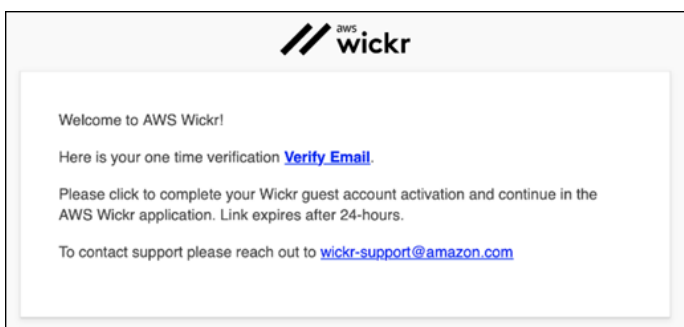 aws
wickr
Welcome to AWS Wickr!
Here is your one time verification Verify Email.
Please click to complete your Wickr guest account activation and continue in the
AWS Wickr application. Link expires after 24-hours.
To contact support please reach out to wickr-support@amazon.com